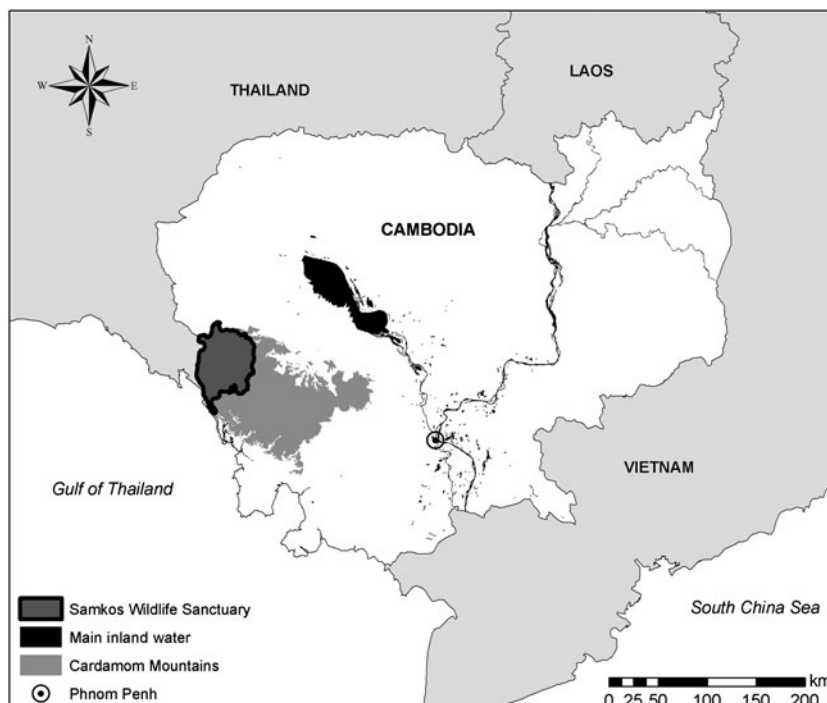 N
W E
S
THAILAND
LAOS
CAMBODIA
VIETNAM
Gulf of Thailand
South China Sea
Samkos Wildlife Sanctuary
Main inland water
Cardamom Mountains
Phnom Penh
km
0 25 50 100 150 200